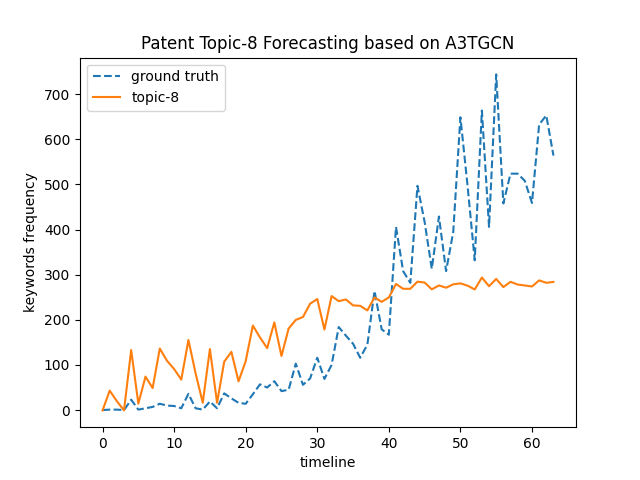 Patent Topic-8 Forecasting based on A3TGCN
ground truth
topic-8
keywords frequency
700
600
500
400
300
200
100
0
0 10 20 30 40 50 60
timeline